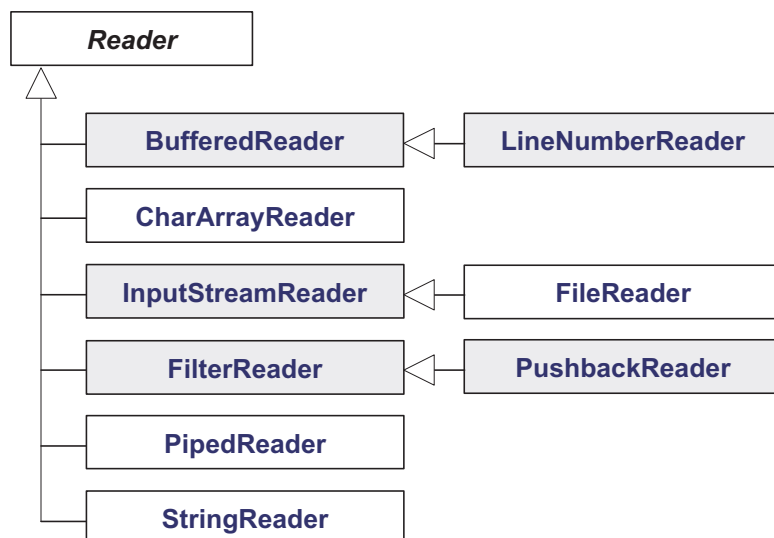 Reader
BufferedReader
LineNumberReader
CharArrayReader
InputStreamReader
FileReader
FilterReader
PushbackReader
PipedReader
StringReader